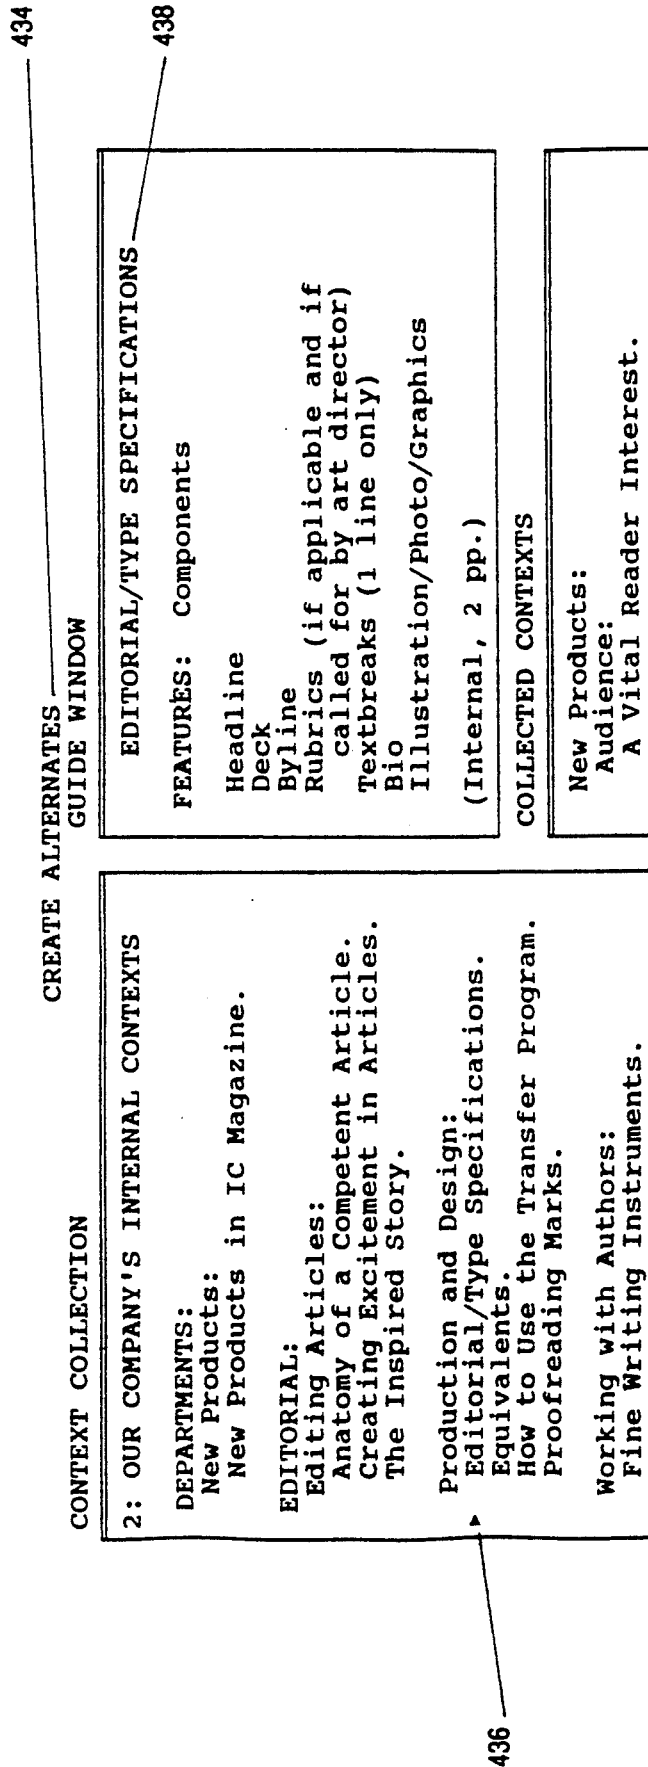 434
CREATE ALTERNATES
CONTEXT COLLECTION
2: OUR COMPANY'S INTERNAL CONTEXTS
DEPARTMENTS:
New Products:
New Products in IC Magazine.
EDITORIAL:
Editing Articles:
Anatomy of a Competent Article.
Creating Excitement in Articles.
The Inspired Story.
Production and Design:
Editorial/Type Specifications.
Equivalents.
How to Use the Transfer Program.
Proofreading Marks.
Working with Authors:
Fine Writing Instruments.
436
GUIDE WINDOW
438
EDITORIAL/TYPE SPECIFICATIONS
FEATURES: Components
Headline
Deck
Byline
Rubrics (if applicable and if
called for by art director)
Textbreaks (1 line only)
Bio
Illustration/Photo/Graphics
(Internal, 2 pp.)
COLLECTED CONTEXTS
New Products:
Audience:
A Vital Reader Interest.